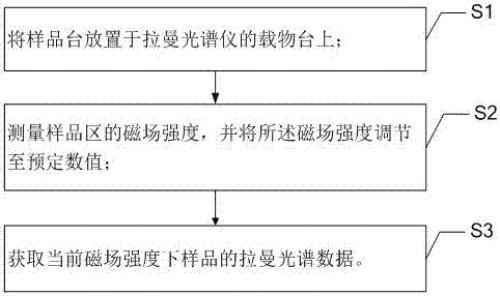 S1
将样品台放置于拉曼光谱仪的载物台上；
S2
测量样品区的磁场强度，并将所述磁场强度调节
至预定数值；
S3
获取当前磁场强度下样品的拉曼光谱数据。